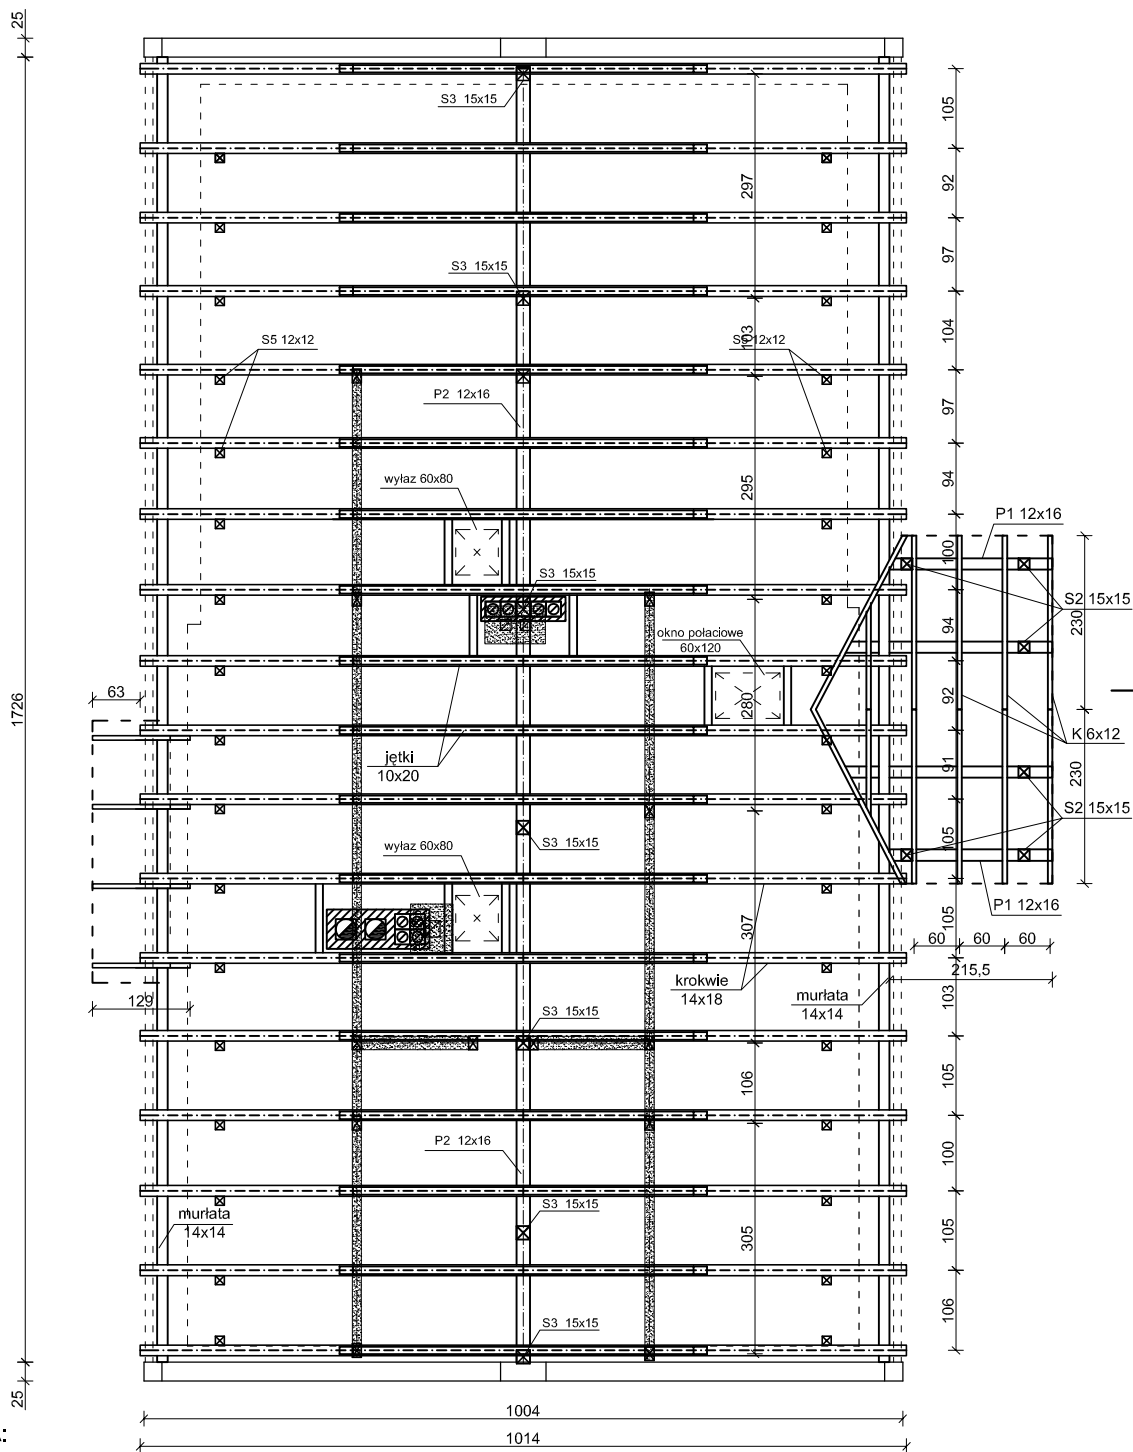 25
1726
25
S3 15x15
105
92
297
97
S3 15x15
104
103
S5 12x12
S5 12x12
97
P2 12x16
94
wyłaz 60x80
295
P1 12x16
100
S3 15x15
S2 15x15
230
94
okno połaciowe
60x120
63
92
280
K 6x12
jętki
10x20
91
230
S2 15x15
S3 15x15
105
wyłaz 60x80
P1 12x16
307
105
60
60
60
krokwie
14x18
murłata
14x14
215,5
129
103
S3 15x15
105
106
P2 12x16
100
murłata
14x14
S3 15x15
105
305
S3 15x15
106
1004
1014